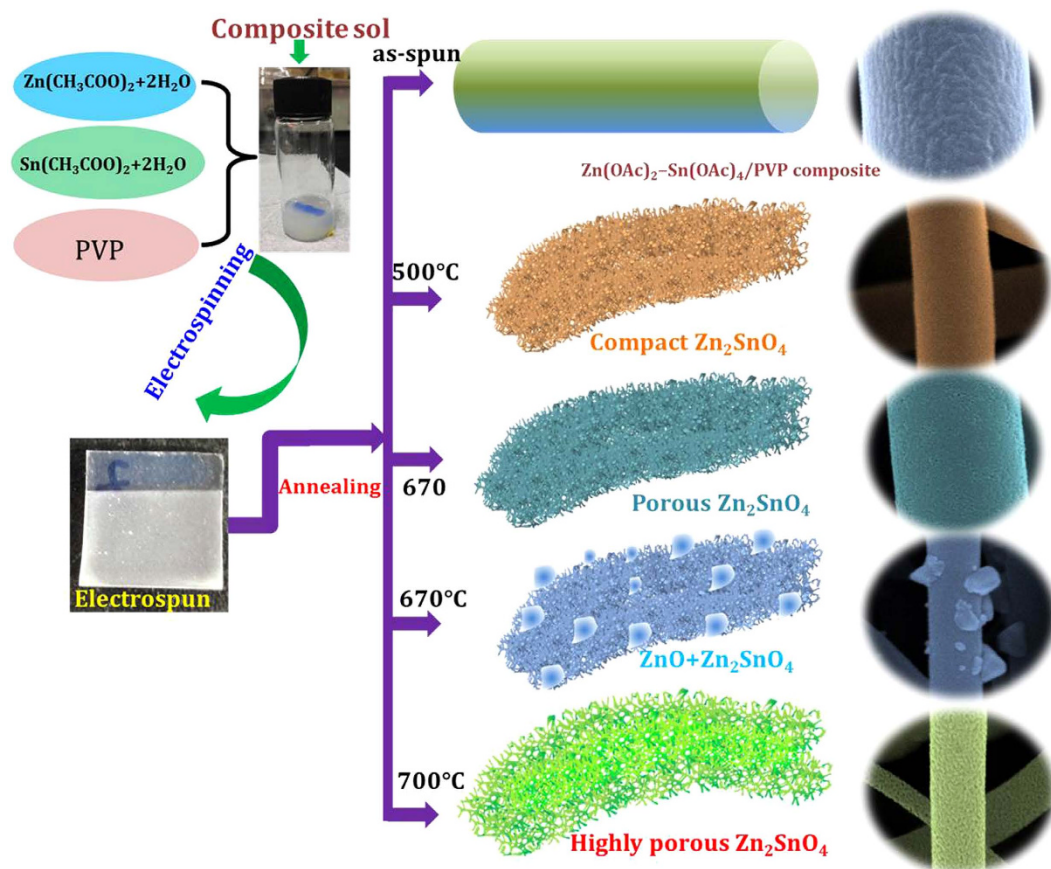 Composite sol
Zn(CH₃COO)₂+2H₂O
Sn(CH₃COO)₂+2H₂O
PVP
Electrospinning
Electrospun
Annealing
as-spun
Zn(OAc)₂–Sn(OAc)₄/PVP composite
500°C
Compact Zn₂SnO₄
670
Porous Zn₂SnO₄
670°C
ZnO+Zn₂SnO₄
700°C
Highly porous Zn₂SnO₄